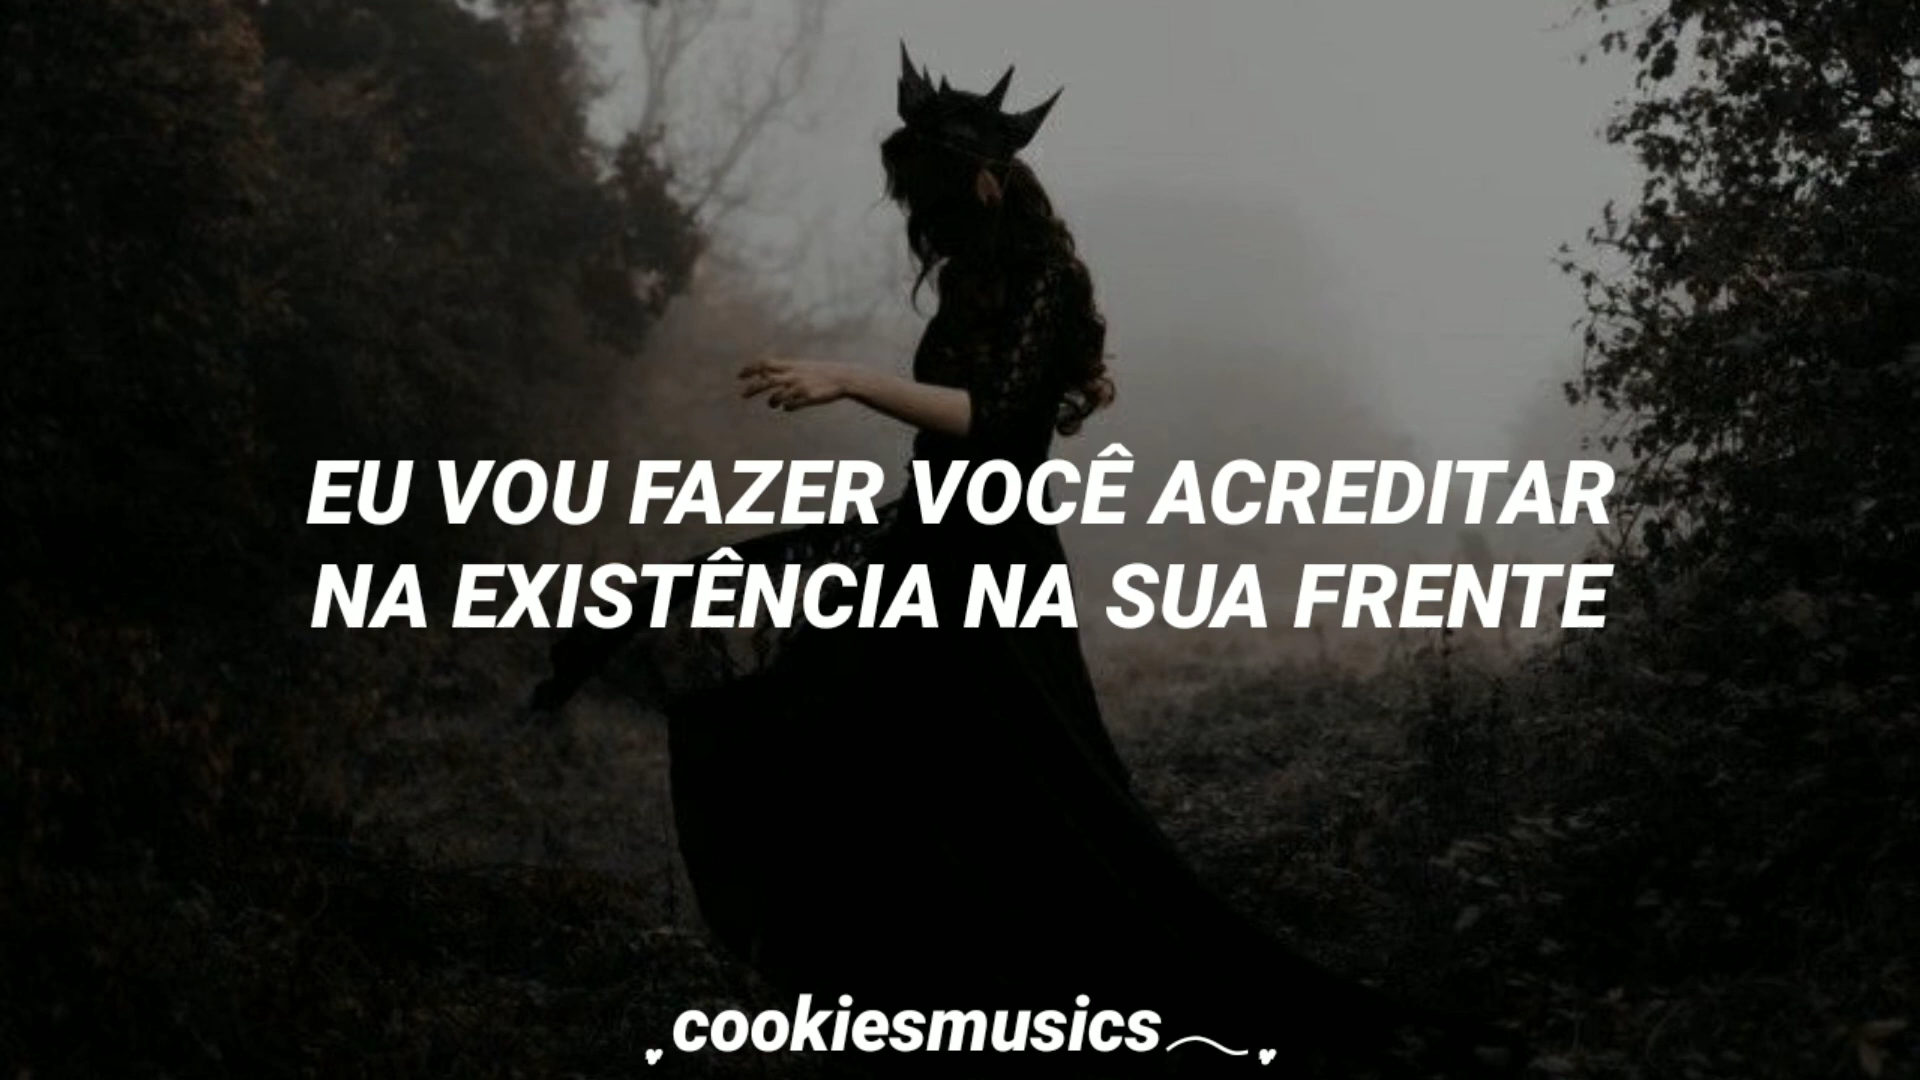 EU VOU FAZER VOCÊ ACREDITAR
NA EXISTÊNCIA NA SUA FRENTE
cookiesmusics